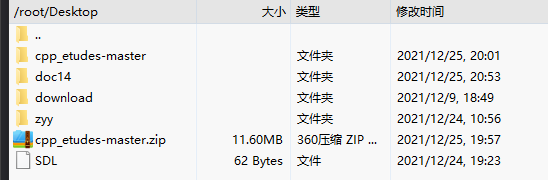 /root/Desktop 大小 类型 修改时间
..
cpp_etudes-master 文件夹 2021/12/25, 20:01
doc14 文件夹 2021/12/25, 20:53
download 文件夹 2021/12/9, 18:49
zyy 文件夹 2021/12/24, 10:56
cpp_etudes-master.zip 11.60MB 360压缩 ZIP ... 2021/12/25, 19:57
SDL 62 Bytes 文件 2021/12/24, 19:23